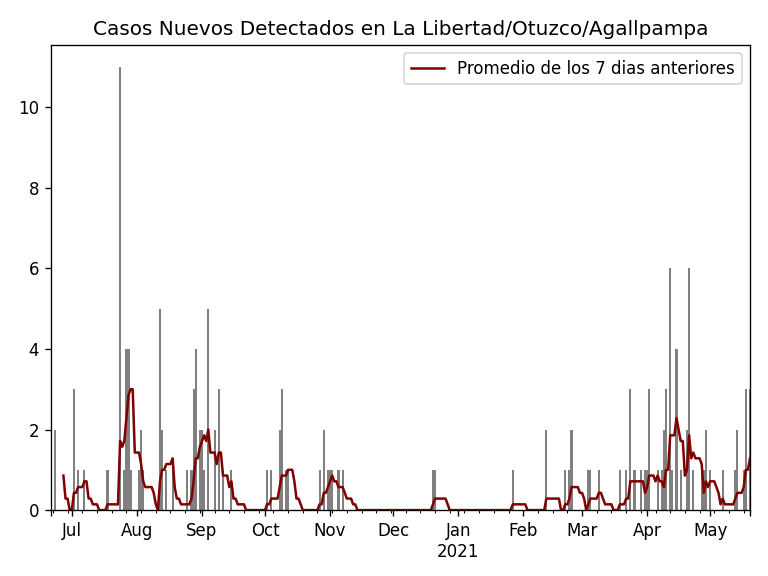 Casos Nuevos Detectados en La Libertad/Otuzco/Agallpampa
Promedio de los 7 dias anteriores
10
8
6
4
2
0
Jul Aug Sep Oct Nov Dec Jan Feb Mar Apr May
2021